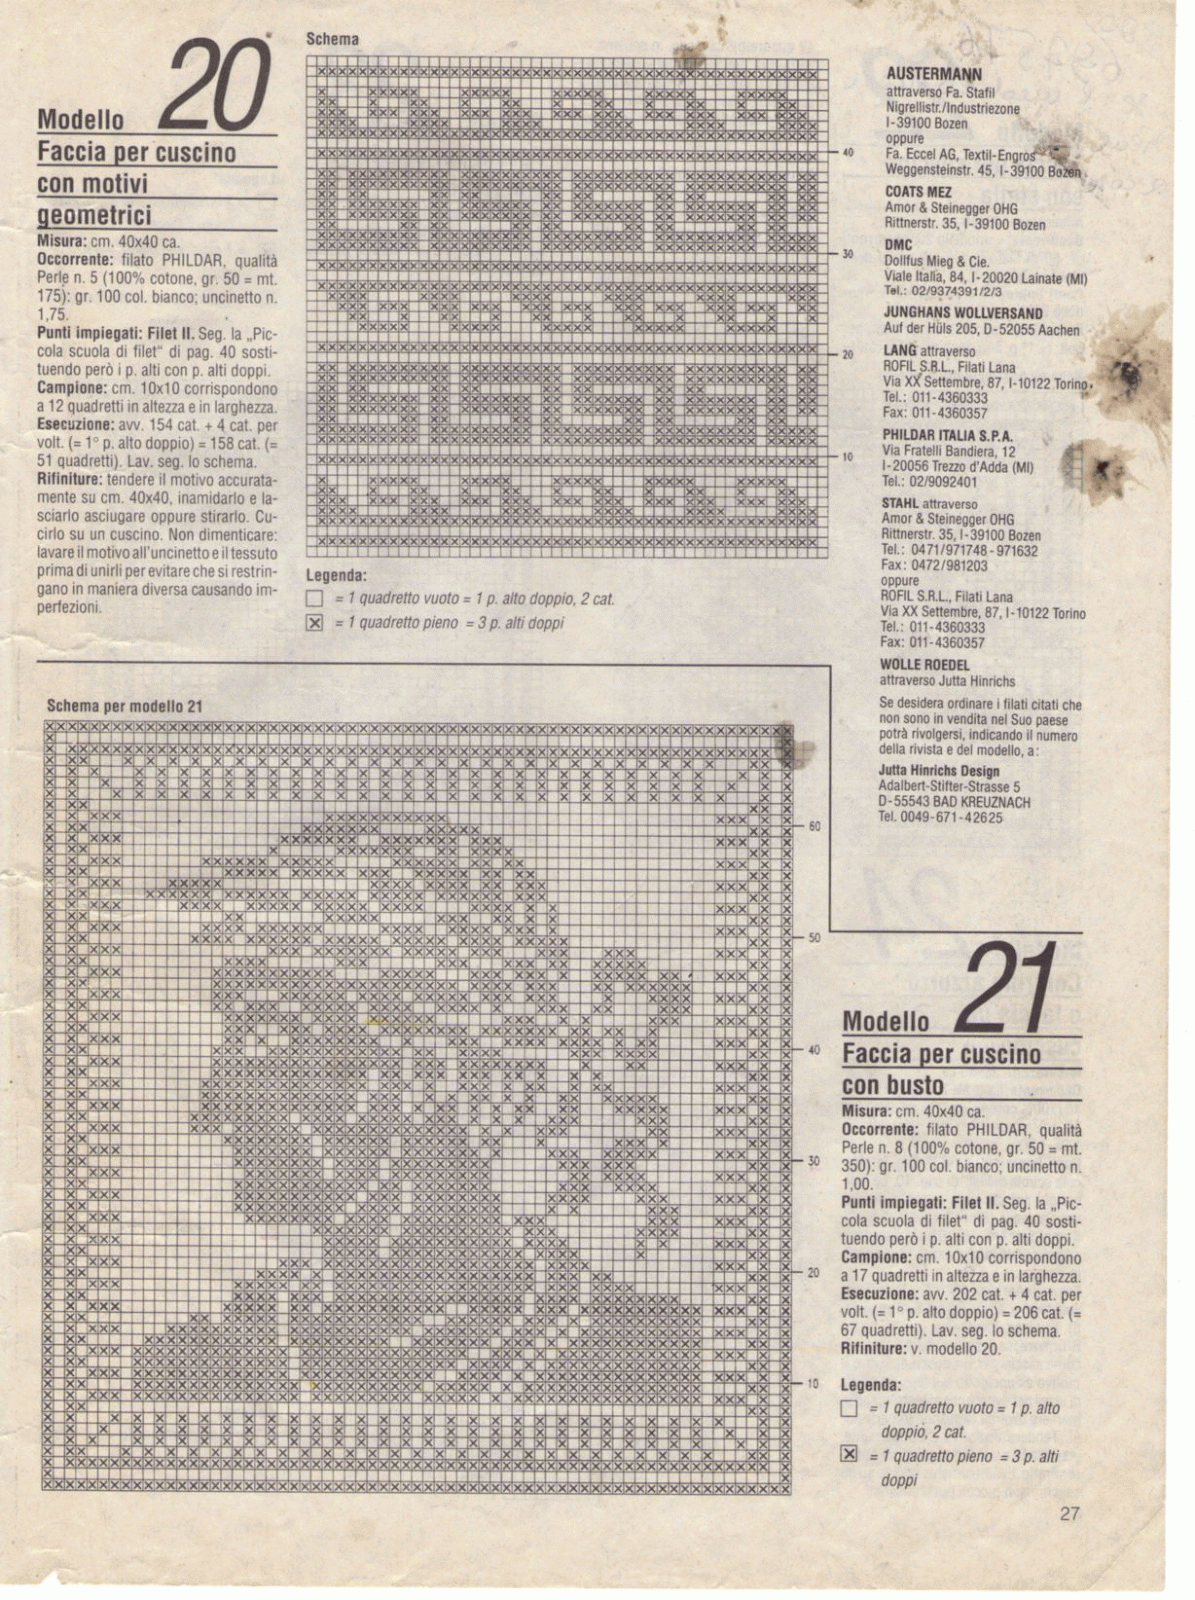 20
Modello
Faccia per cuscino
con motivi
geometrici
Misura: cm. 40x40 ca.
Occorrente: filato PHILDAR, qualità
Perle n. 5 (100% cotone, gr. 50 = mt.
175): gr. 100 col. bianco; uncinetto n.
1,75.
Punti impiegati: Filet II. Seg. la „Pic-
cola scuola di filet“ di pag. 40 sosti-
tuendo però i p. alti con p. alti doppi.
Campione: cm. 10x10 corrispondono
a 12 quadretti in altezza e in larghezza.
Esecuzione: avv. 154 cat. + 4 cat. per
volt. (= 1° p. alto doppio) = 158 cat. (=
51 quadretti). Lav. seg. lo schema.
Rifiniture: tendere il motivo accurata-
mente su cm. 40x40, inamidarlo e la-
sciarlo asciugare oppure stirarlo. Cu-
cirlo su un cuscino. Non dimenticare:
lavare il motivo all'uncinetto e il tessuto
prima di unirli per evitare che si restrin-
gano in maniera diversa causando im-
perfezioni.
Schema
40
30
20
10
Legenda:
= 1 quadretto vuoto = 1 p. alto doppio, 2 cat.
= 1 quadretto pieno = 3 p. alti doppi
AUSTERMANN
attraverso Fa. Stafil
Nigrellistr./Industriezone
I-39100 Bozen
oppure
Fa. Eccel AG, Textil-Engros
Weggensteinstr. 45, I-39100 Bozen
COATS MEZ
Amor & Steinegger OHG
Rittnerstr. 35, I-39100 Bozen
DMC
Dollfus Mieg & Cie.
Viale Italia, 84, I-20020 Lainate (MI)
Tel.: 02/9374391/2/3
JUNGHANS WOLLVERSAND
Auf der Hüls 205, D-52055 Aachen
LANG attraverso
ROFIL S.R.L., Filati Lana
Via XX Settembre, 87, I-10122 Torino
Tel.: 011-4360333
Fax: 011-4360357
PHILDAR ITALIA S.P.A.
Via Fratelli Bandiera, 12
I-20056 Trezzo d'Adda (MI)
Tel.: 02/9092401
STAHL attraverso
Amor & Steinegger OHG
Rittnerstr. 35, I-39100 Bozen
Tel.: 0471/971748-971632
Fax: 0472/981203
oppure
ROFIL S.R.L., Filati Lana
Via XX Settembre, 87, I-10122 Torino
Tel.: 011-4360333
Fax: 011-4360357
WOLLE ROEDEL
attraverso Jutta Hinrichs
Se desidera ordinare i filati citati che
non sono in vendita nel Suo paese
potrà rivolgersi, indicando il numero
della rivista e del modello, a:
Jutta Hinrichs Design
Adalbert-Stifter-Strasse 5
D-55543 BAD KREUZNACH
Tel. 0049-671-42625
Schema per modello 21
60
50
40
30
20
10
21
Modello
Faccia per cuscino
con busto
Misura: cm. 40x40 ca.
Occorrente: filato PHILDAR, qualità
Perle n. 8 (100% cotone, gr. 50 = mt.
350): gr. 100 col. bianco; uncinetto n.
1,00.
Punti impiegati: Filet II. Seg. la „Pic-
cola scuola di filet“ di pag. 40 sosti-
tuendo però i p. alti con p. alti doppi.
Campione: cm. 10x10 corrispondono
a 17 quadretti in altezza e in larghezza.
Esecuzione: avv. 202 cat. + 4 cat. per
volt. (= 1° p. alto doppio) = 206 cat. (=
67 quadretti). Lav. seg. lo schema.
Rifiniture: v. modello 20.
Legenda:
= 1 quadretto vuoto = 1 p. alto
doppio, 2 cat.
= 1 quadretto pieno = 3 p. alti
doppi
27